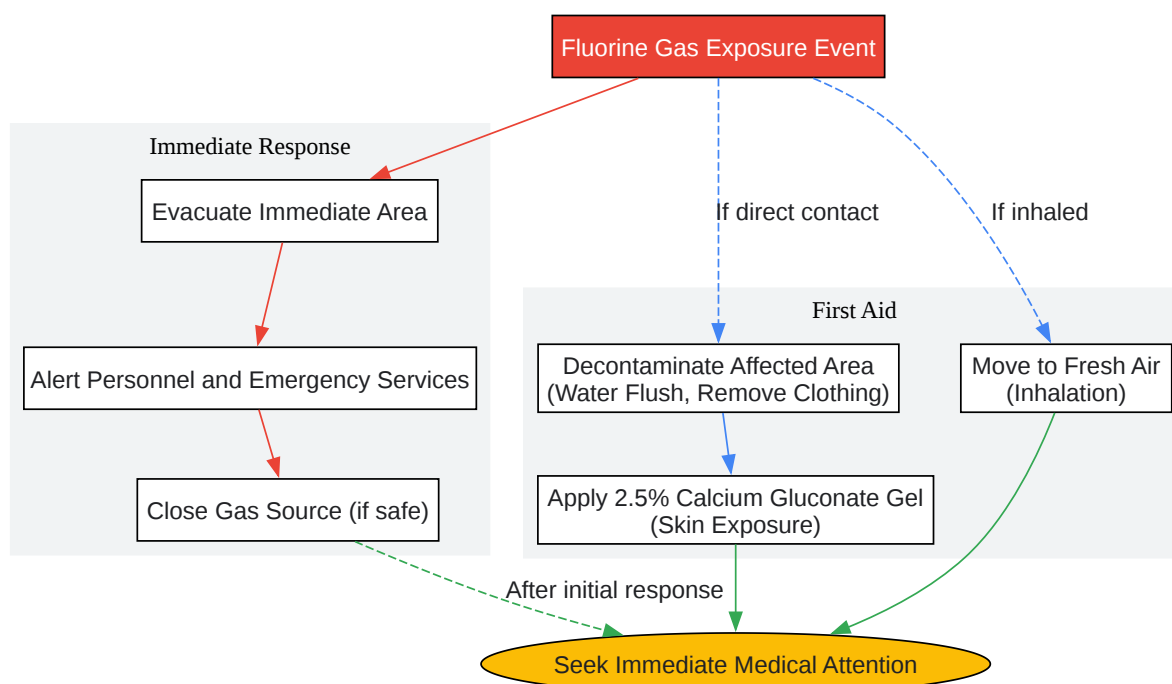 Fluorine Gas Exposure Event
Immediate Response
Evacuate Immediate Area
Alert Personnel and Emergency Services
Close Gas Source (if safe)
If direct contact
If inhaled
First Aid
Decontaminate Affected Area
(Water Flush, Remove Clothing)
Move to Fresh Air
(Inhalation)
Apply 2.5% Calcium Gluconate Gel
(Skin Exposure)
After initial response
Seek Immediate Medical Attention